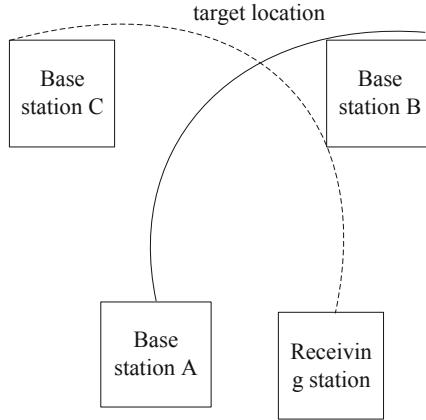 target location
Base
station C
Base
station B
Base
station A
Receivin
g station